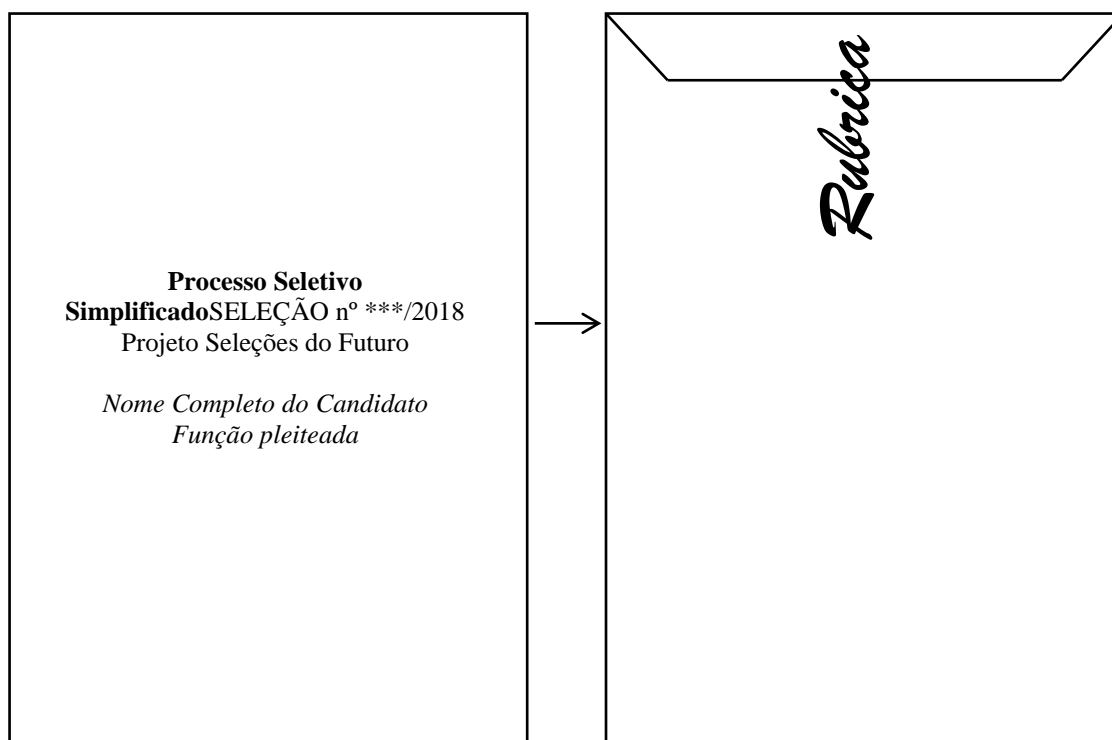 Processo Seletivo
SimplificadoSELEÇÃO nº ***/2018
Projeto Seleções do Futuro
Nome Completo do Candidato
Função pleiteada
Rubrica